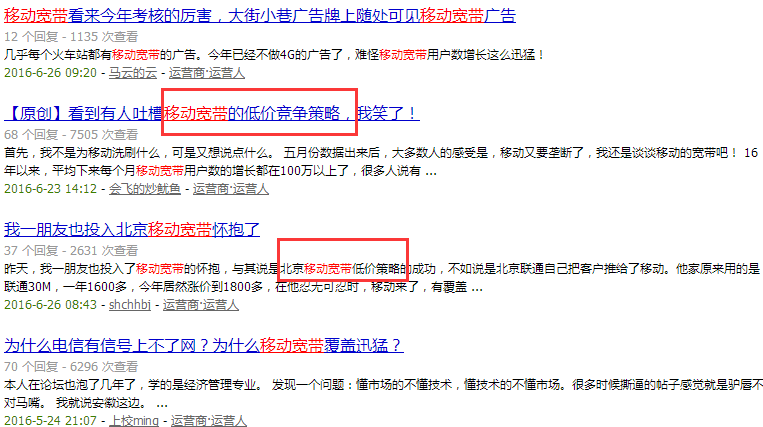 移动宽带看来今年考核的厉害，大街小巷广告牌上随处可见移动宽带广告
12 个回复 - 1135 次查看
几乎每个火车站都有移动宽带的广告。今年已经不做4G的广告了，难怪移动宽带用户数增长这么迅猛！
2016-6-26 09:20 - 马云的云 - 运营商·运营人
【原创】看到有人吐槽移动宽带的低价竞争策略，我笑了！
68 个回复 - 7505 次查看
首先，我不是为移动洗刷什么，可是又想说点什么。 五月份数据出来后，大多数人的感受是，移动又要垄断了，我还是谈谈移动的宽带吧！ 16
年以来，平均下来每个月移动宽带用户数的增长都在100万以上了，很多人说有 ...
2016-6-23 14:12 - 会飞的炒鱿鱼 - 运营商·运营人
我一朋友也投入北京移动宽带怀抱了
37 个回复 - 2631 次查看
昨天，我一朋友也投入了移动宽带的怀抱，与其说是北京移动宽带低价策略的成功，不如说是北京联通自己把客户推给了移动。他家原来用的是
联通30M，一年1600多，今年居然涨价到1800多，在他忍无可忍时，移动来了，有覆盖 ...
2016-6-26 08:43 - shchhbj - 运营商·运营人
为什么电信有信号上不了网？为什么移动宽带覆盖迅猛？
70 个回复 - 6296 次查看
本人在论坛也泡了几年了，学的是经济管理专业。 发现一个问题：懂市场的不懂技术，懂技术的不懂市场。很多时候撕逼的帖子感觉就是驴唇不
对马嘴。 我就说安徽这边。 ...
2016-5-24 21:07 - 上校ming - 运营商·运营人